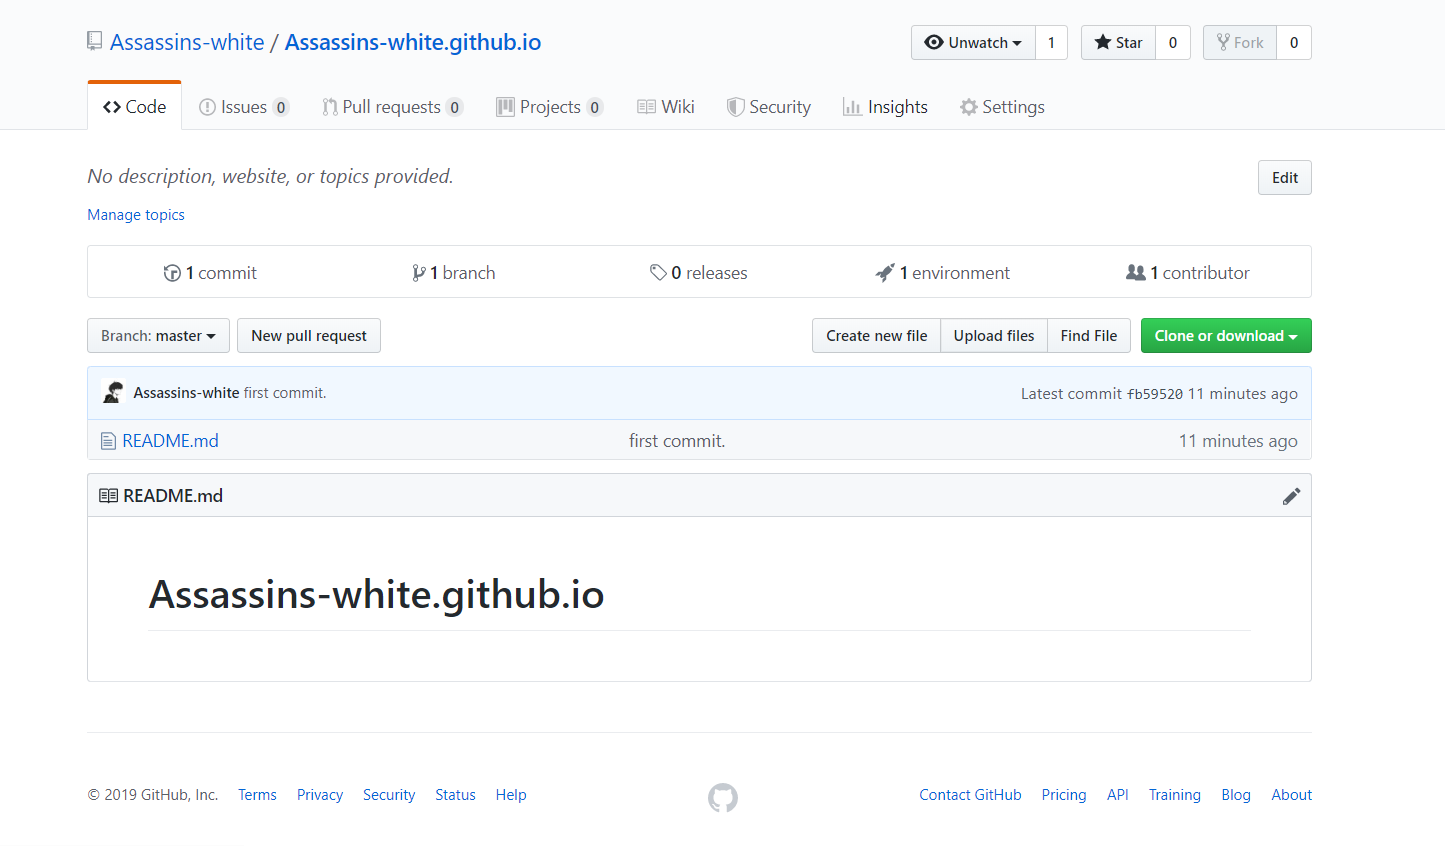 Assassins-white / Assassins-white.github.io
Unwatch 1 Star 0 Fork 0
Code Issues 0 Pull requests 0 Projects 0 Wiki Security Insights Settings
No description, website, or topics provided. Edit
Manage topics
1 commit 1 branch 0 releases 1 environment 1 contributor
Branch: master New pull request Create new file Upload files Find File Clone or download
Assassins-white first commit. Latest commit fb59520 11 minutes ago
README.md first commit. 11 minutes ago
README.md
Assassins-white.github.io
© 2019 GitHub, Inc. Terms Privacy Security Status Help Contact GitHub Pricing API Training Blog About